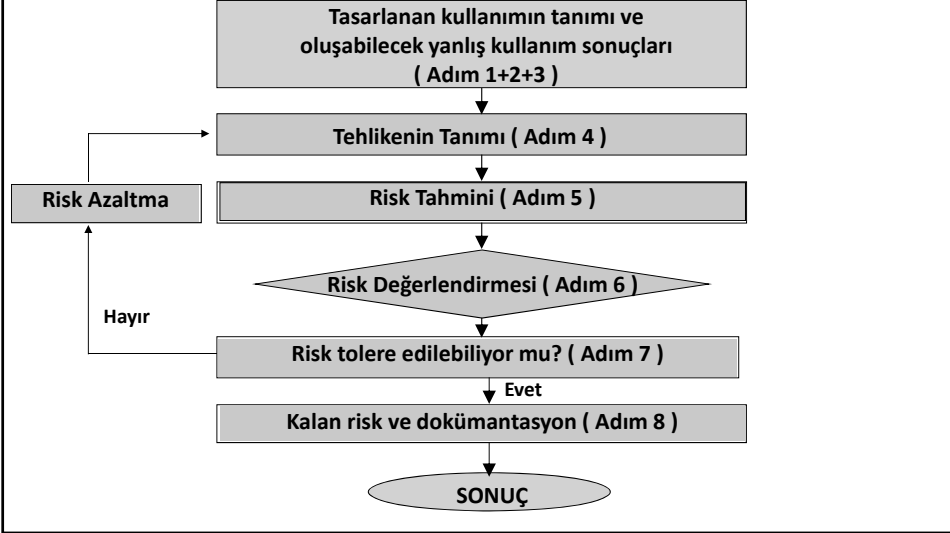 Tasarlanan kullanımın tanımı ve
oluşabilecek yanlış kullanım sonuçları
( Adım 1+2+3 )
Tehlikenin Tanımı ( Adım 4 )
Risk Azaltma
Risk Tahmini ( Adım 5 )
Risk Değerlendirmesi ( Adım 6 )
Hayır
Risk tolere edilebiliyor mu? ( Adım 7 )
Evet
Kalan risk ve dokümantasyon ( Adım 8 )
SONUÇ